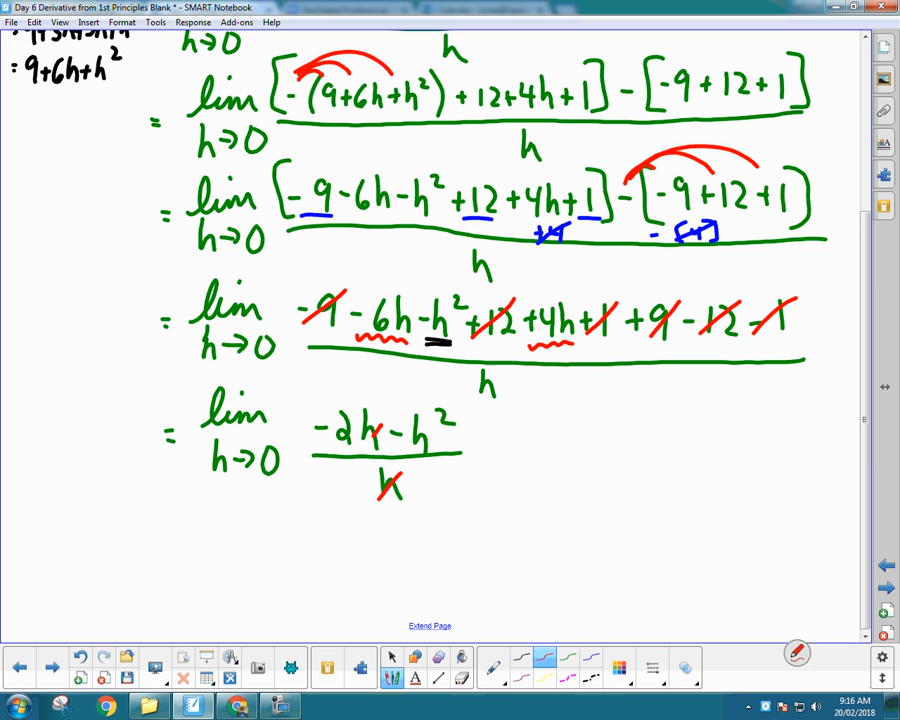 Day 6 Derivative from 1st Principles Blank * - SMART Notebook
File Edit View Insert Format Tools Add-ons Help
= 9+6h+h²
h→0 h
= lim [-(9+6h+h²)+12+4h+1] - [-9+12+1]
h→0 h
= lim [-9-6h-h²+12+4h+1] - [-9+12+1]
h→0 h
= lim -9-6h-h²+12+4h+1+9-12-1
h→0 h
= lim -2h-h²
h→0 h
Extend Page
9:16 AM
20/02/2018